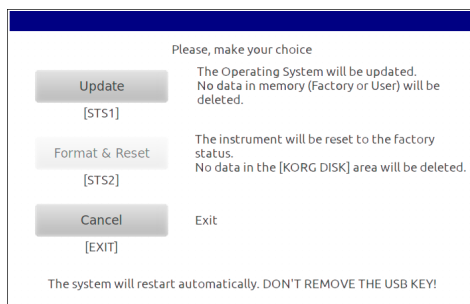 Please, make your choice
Update
[STS1]
The Operating System will be updated.
No data in memory (Factory or User) will be
deleted.
Format & Reset
[STS2]
The instrument will be reset to the factory
status.
No data in the [KORG DISK] area will be deleted.
Cancel
[EXIT]
Exit
The system will restart automatically. DON'T REMOVE THE USB KEY!